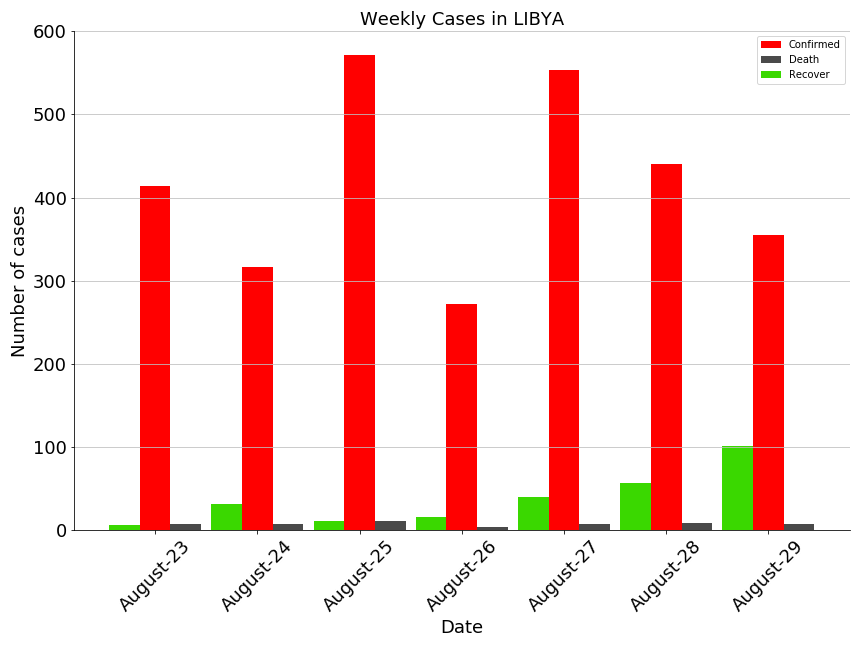 Weekly Cases in LIBYA
Confirmed
Death
Recover
Number of cases
600
500
400
300
200
100
0
August-23
August-24
August-25
August-26
August-27
August-28
August-29
Date